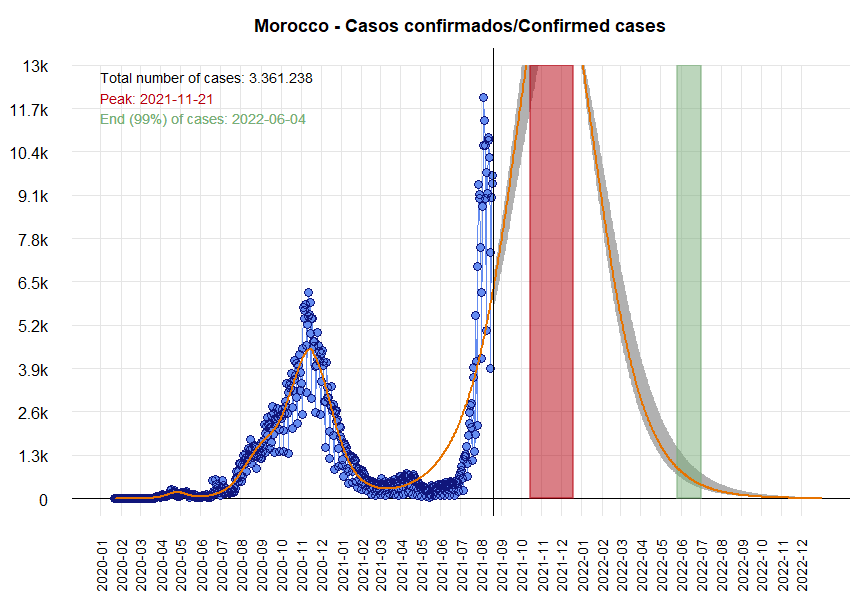 Morocco - Casos confirmados/Confirmed cases
Total number of cases: 3.361.238
Peak: 2021-11-21
End (99%) of cases: 2022-06-04
13k
11.7k
10.4k
9.1k
7.8k
6.5k
5.2k
3.9k
2.6k
1.3k
0
2020-01
2020-02
2020-03
2020-04
2020-05
2020-06
2020-07
2020-08
2020-09
2020-10
2020-11
2020-12
2021-01
2021-02
2021-03
2021-04
2021-05
2021-06
2021-07
2021-08
2021-09
2021-10
2021-11
2021-12
2022-01
2022-02
2022-03
2022-04
2022-05
2022-06
2022-07
2022-08
2022-09
2022-10
2022-11
2022-12